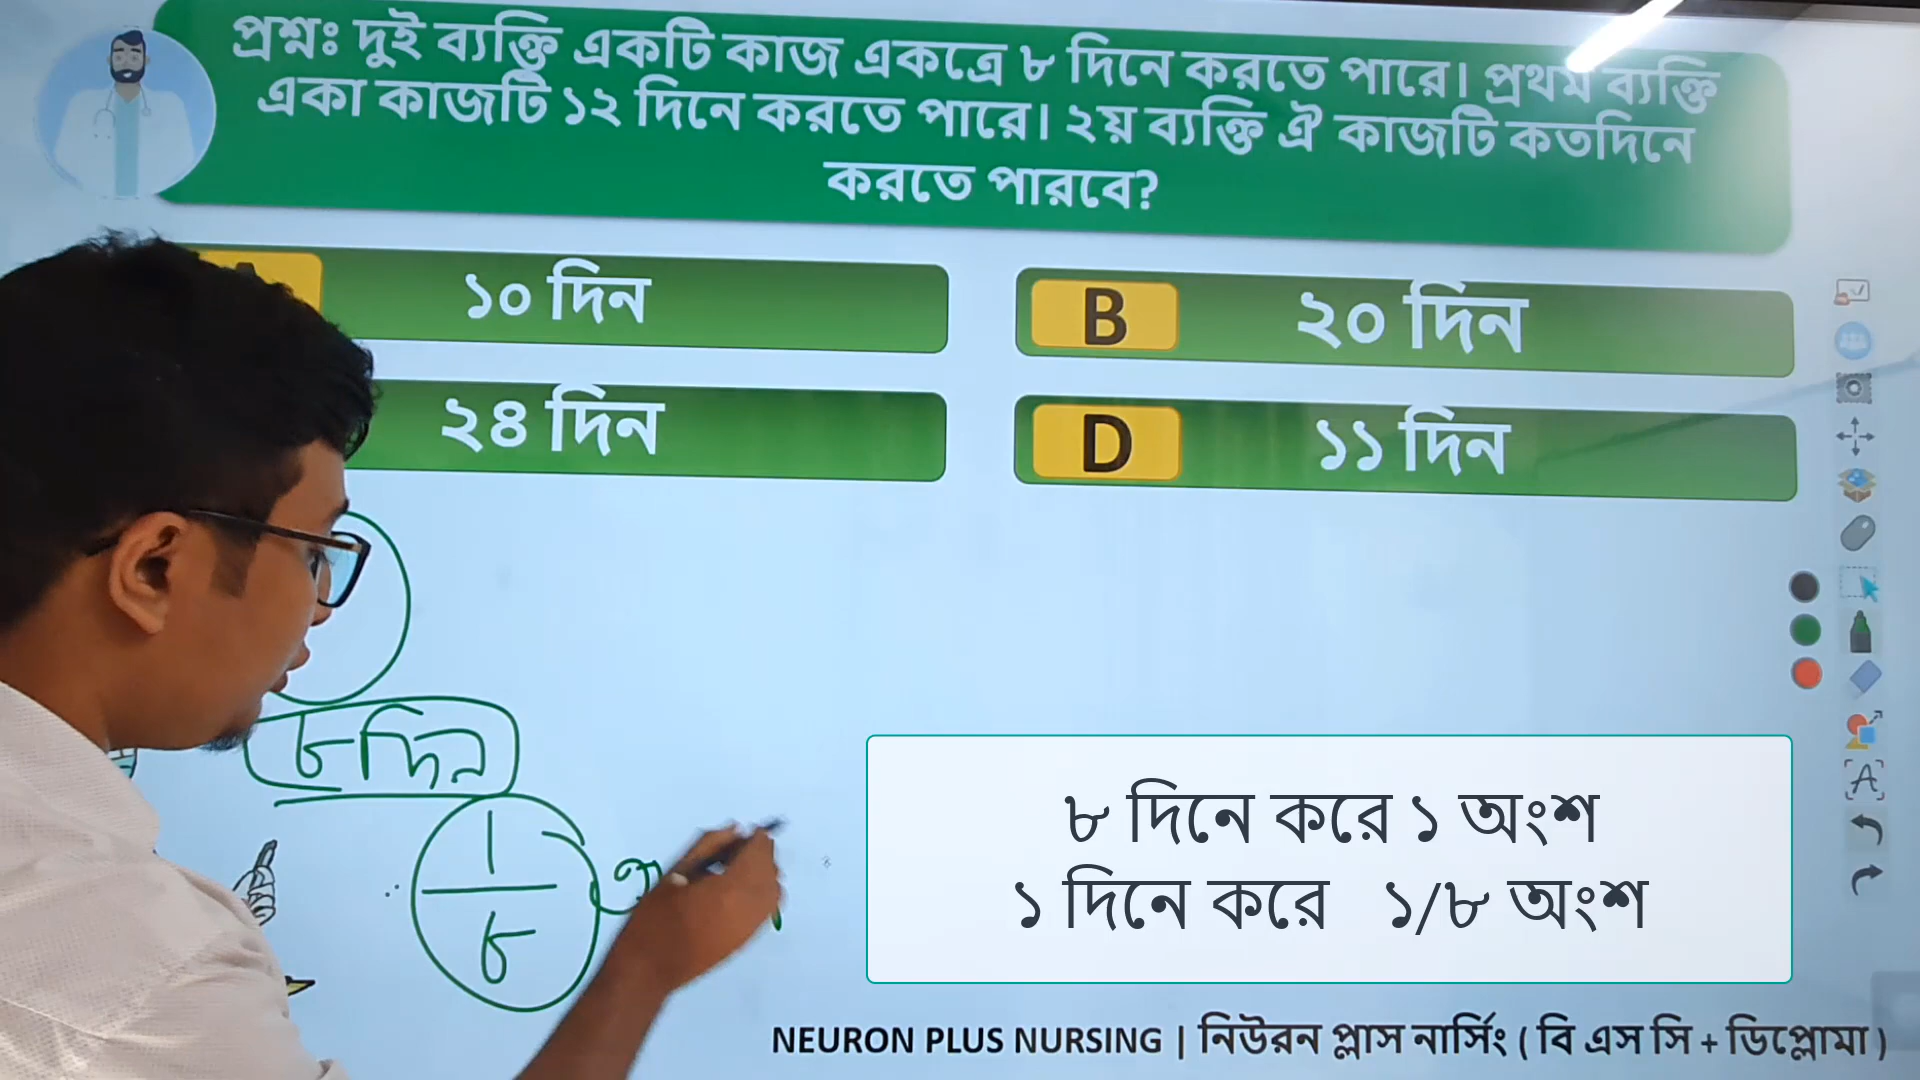 প্রশ্নঃ দুই ব্যক্তি একটি কাজ একত্রে ৮ দিনে করতে পারে। প্রথম ব্যক্তি
একা কাজটি ১২ দিনে করতে পারে। ২য় ব্যক্তি ঐ কাজটি কতদিনে
করতে পারবে?
১০ দিন
B ২০ দিন
২৪ দিন
D ১১ দিন
৮ দিন
১
৮
৮ দিনে করে ১ অংশ
১ দিনে করে ১/৮ অংশ
NEURON PLUS NURSING | নিউরন প্লাস নার্সিং ( বি এস সি + ডিপ্লোমা )